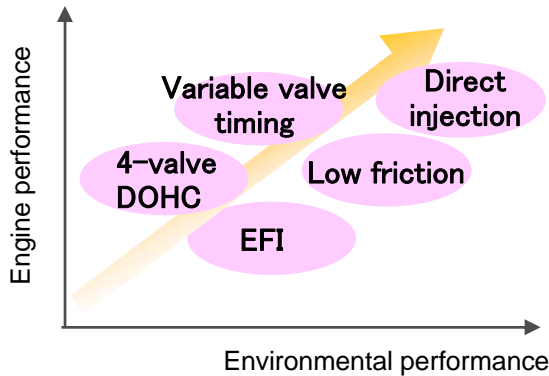 Engine performance
Variable valve
timing
Direct
injection
4-valve
DOHC
Low friction
EFI
Environmental performance